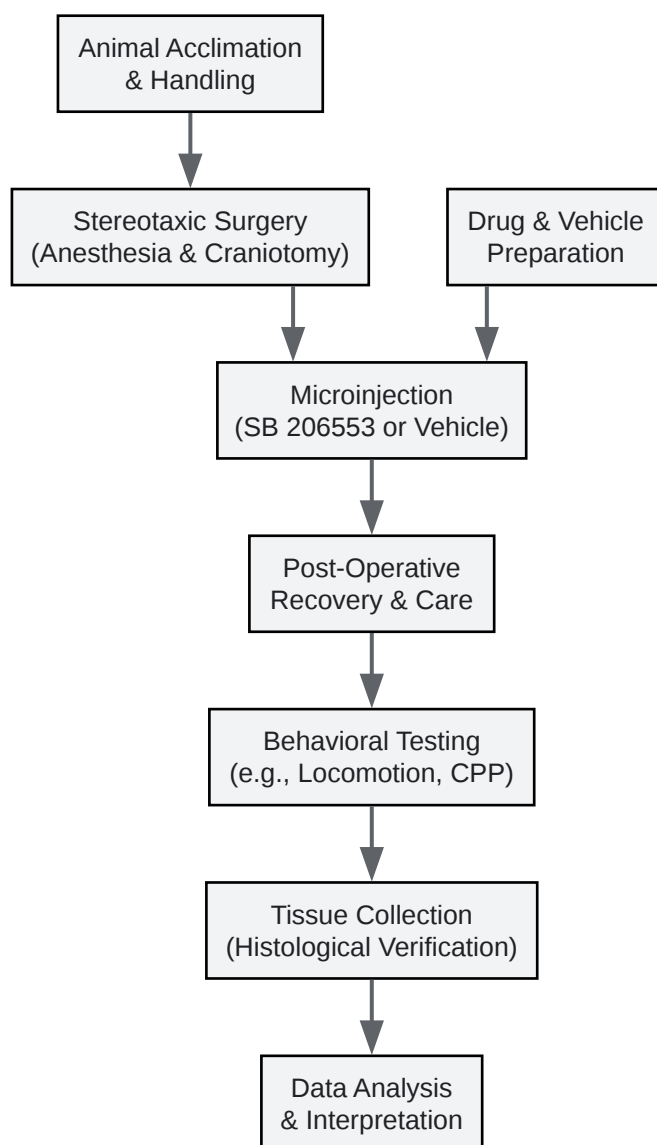 Animal Acclimation
& Handling
Stereotaxic Surgery
(Anesthesia & Craniotomy)
Drug & Vehicle
Preparation
Microinjection
(SB 206553 or Vehicle)
Post-Operative
Recovery & Care
Behavioral Testing
(e.g., Locomotion, CPP)
Tissue Collection
(Histological Verification)
Data Analysis
& Interpretation